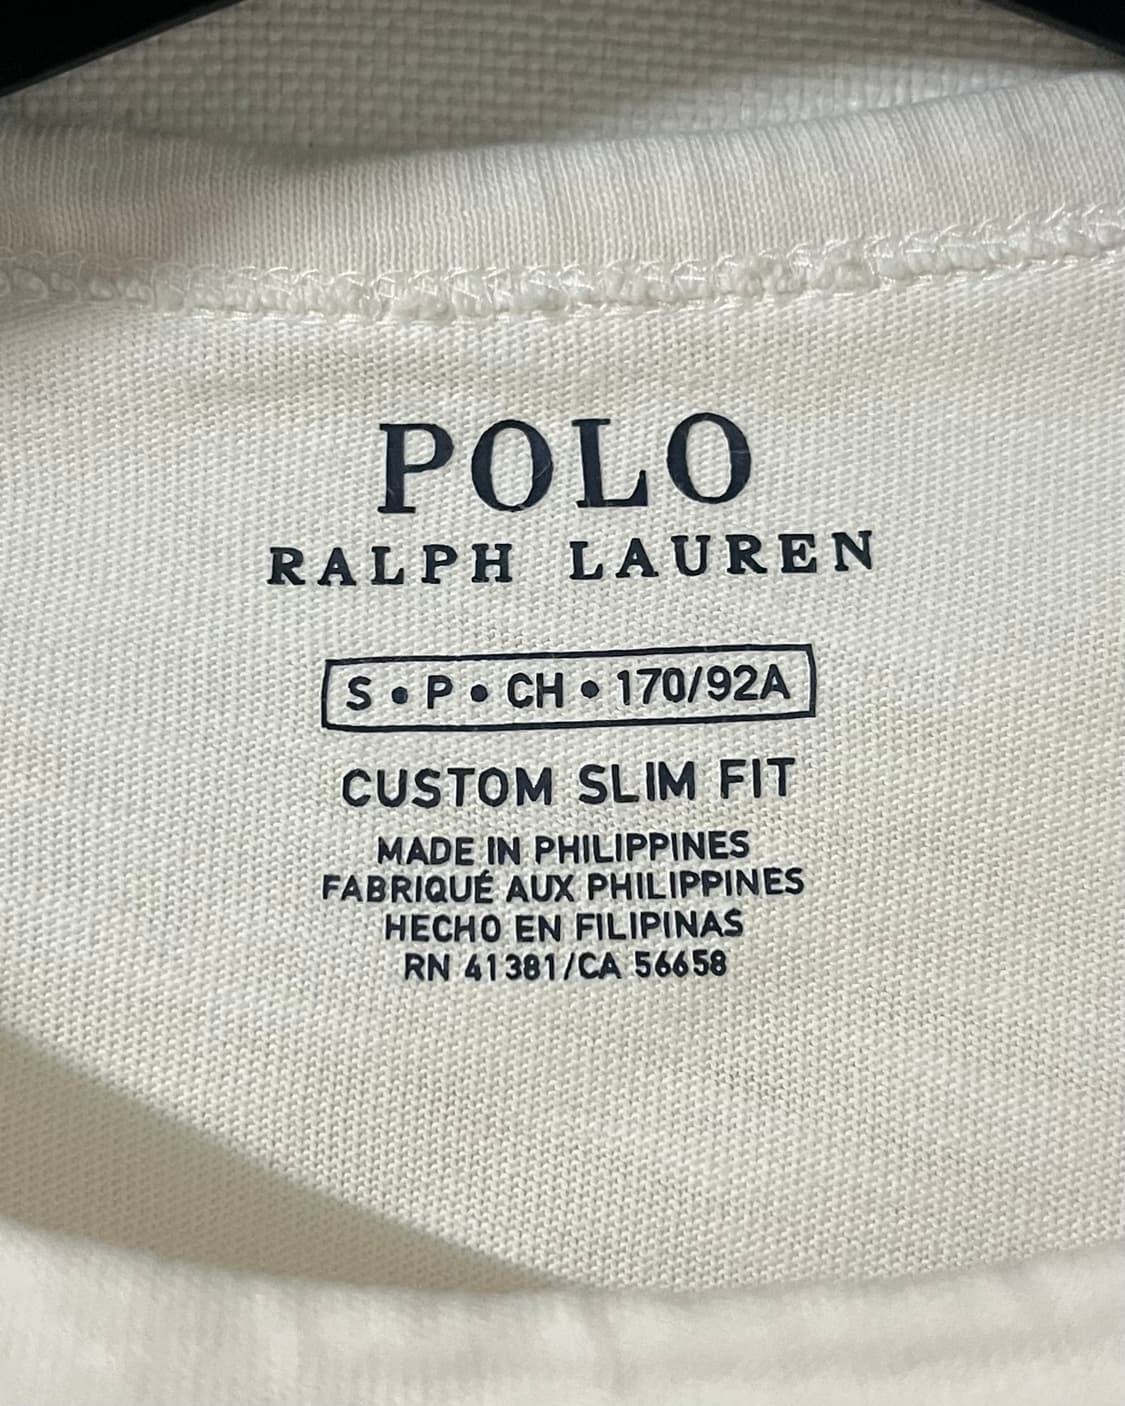 POLO
RALPH LAUREN
S • P • CH • 170/92A
CUSTOM SLIM FIT
MADE IN PHILIPPINES
FABRIQUÉ AUX PHILIPPINES
HECHO EN FILIPINAS
RN 41381/CA 56658